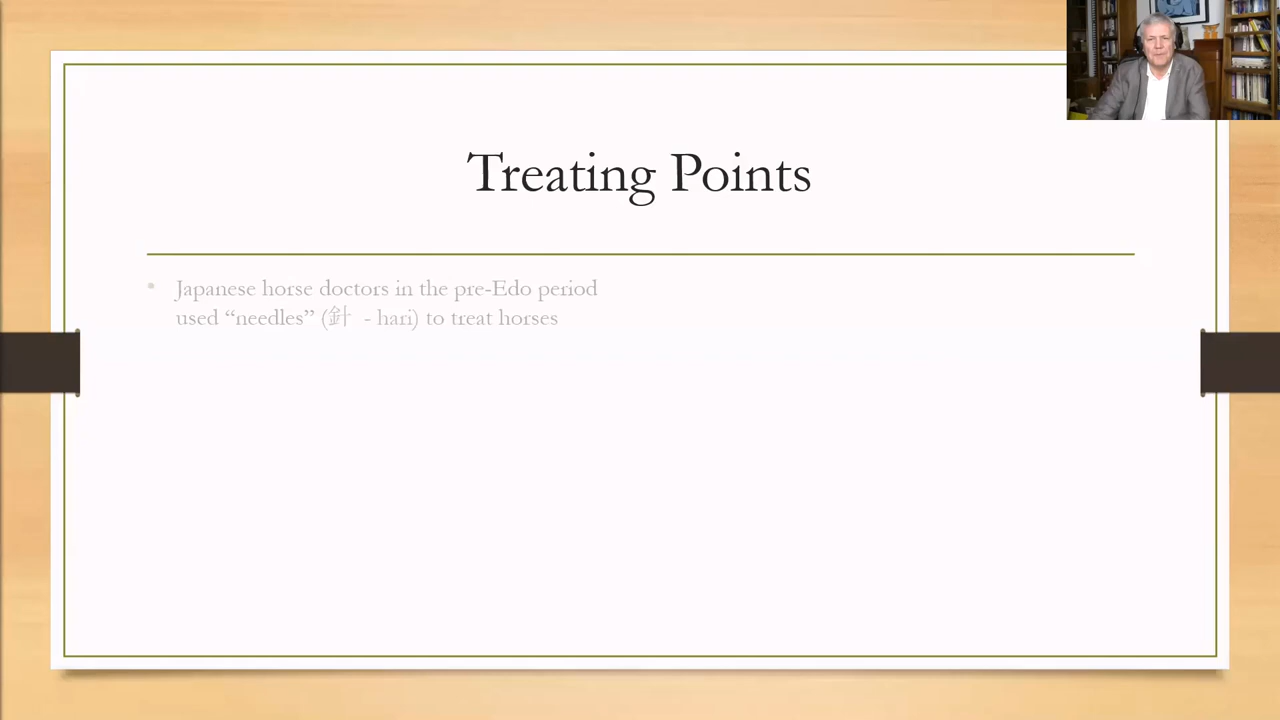 Treating Points
• Japanese horse doctors in the pre-Edo period
used “needles” (針 - hari) to treat horses